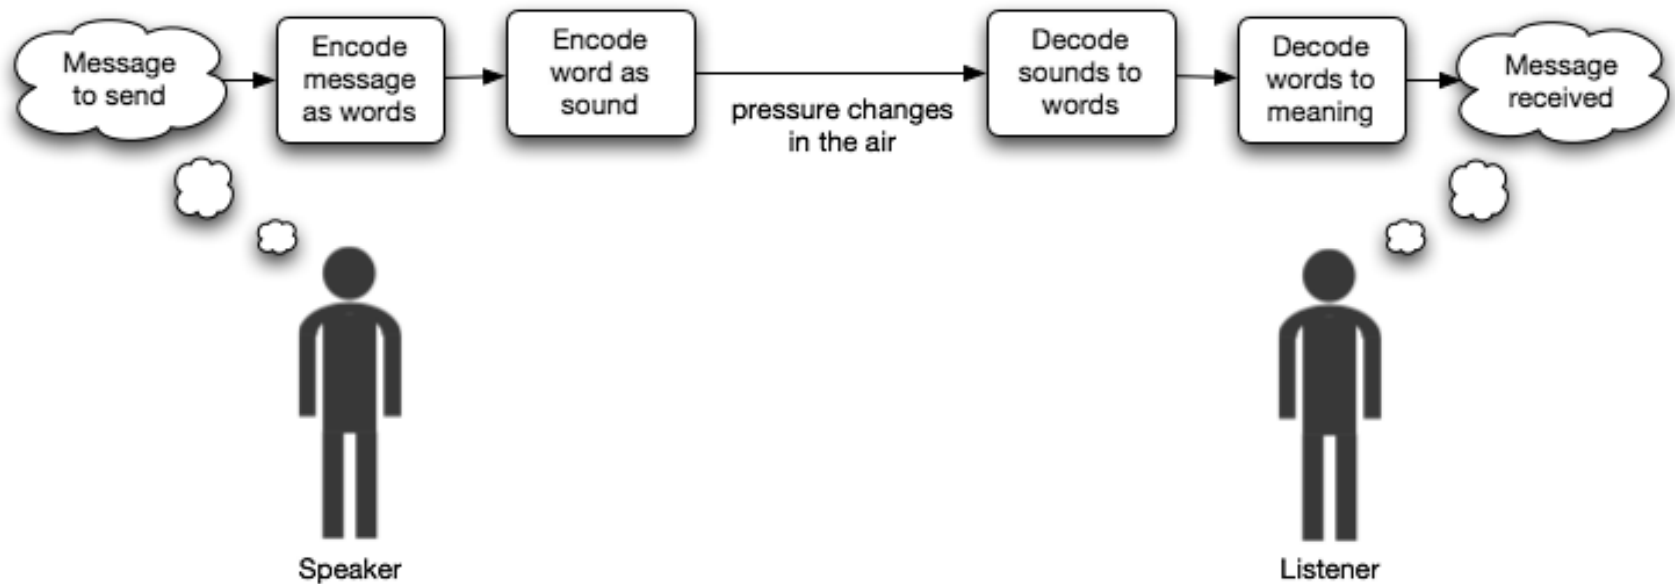 Message
to send
Encode
message
as words
Encode
word as
sound
pressure changes
in the air
Decode
sounds to
words
Decode
words to
meaning
Message
received
Speaker
Listener